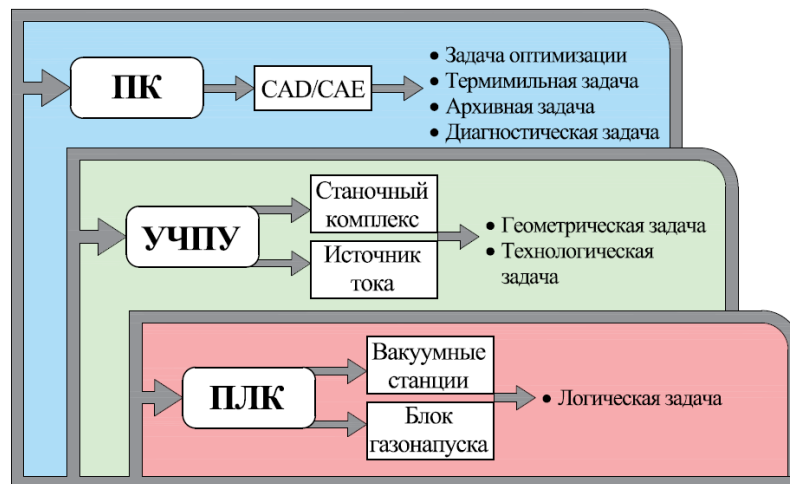 ПК
CAD/CAE
• Задача оптимизации
• Термимильная задача
• Архивная задача
• Диагностическая задача
УЧПУ
Станочный
комплекс
Источник
тока
• Геометрическая задача
• Технологическая
задача
ПЛК
Вакуумные
станции
Блок
газонапуска
• Логическая задача